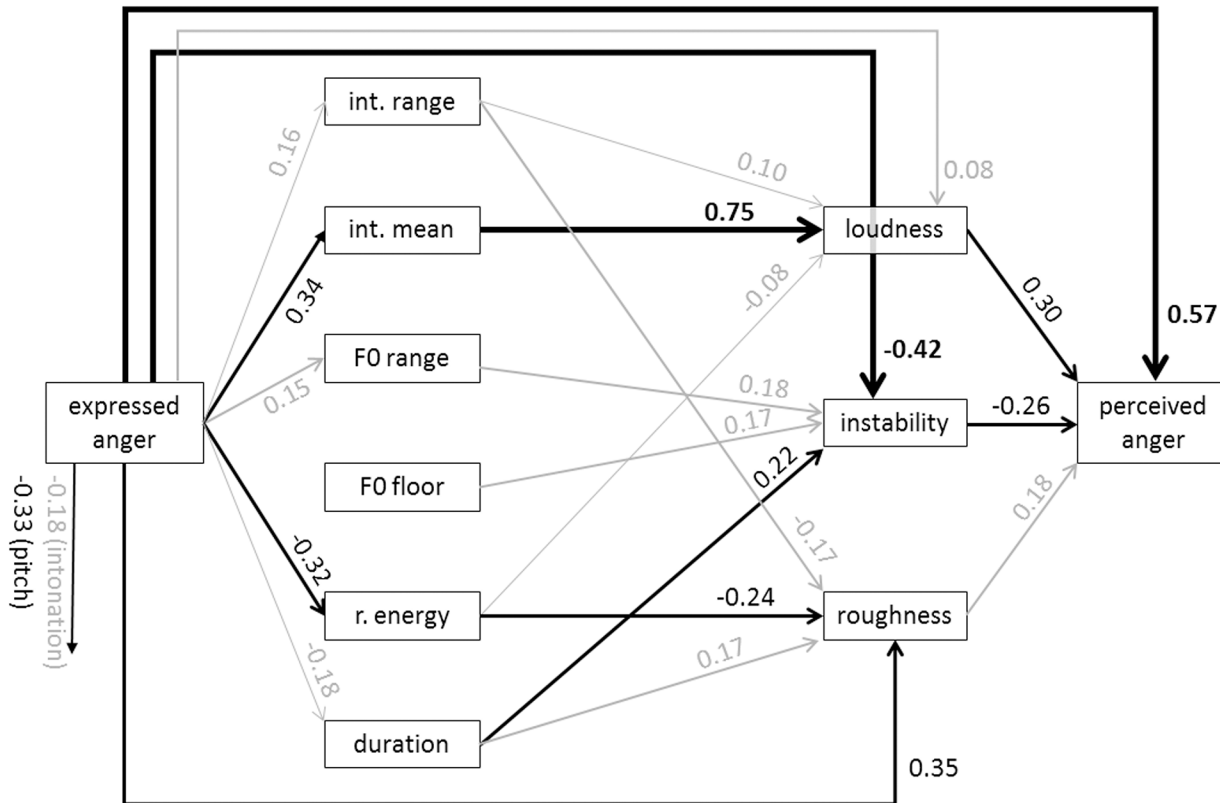 int. range
0.16
0.10
0.08
int. mean
0.75
loudness
0.34
-0.08
0.30
0.57
F0 range
-0.42
0.15
0.18
expressed
anger
instability
-0.26
perceived
anger
0.17
F0 floor
0.22
0.18
-0.33 (pitch)
-0.18 (intonation)
-0.17
-0.32
r. energy
-0.24
roughness
-0.18
0.17
duration
0.35